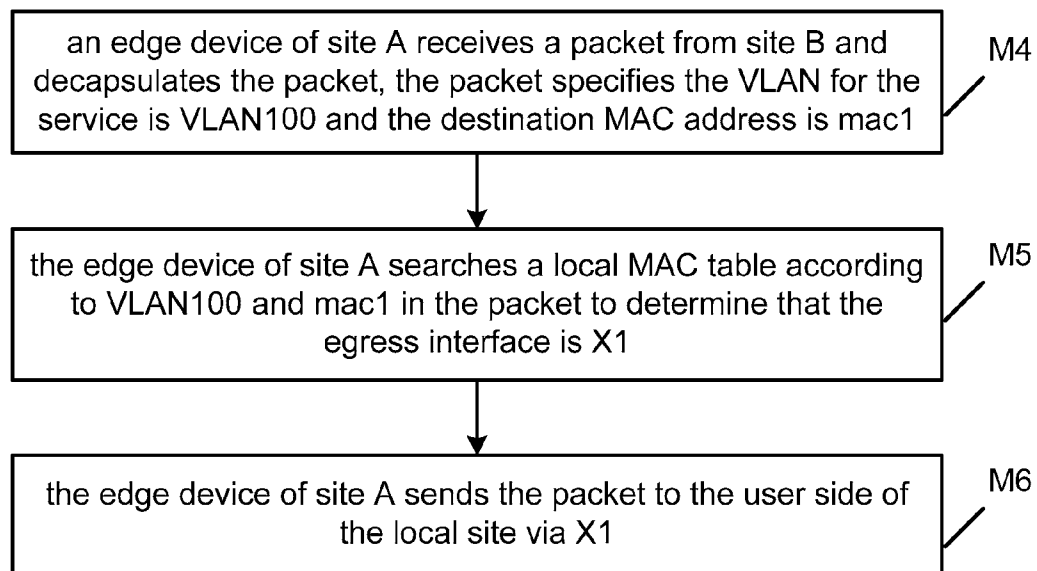 an edge device of site A receives a packet from site B and
decapsulates the packet, the packet specifies the VLAN for the
service is VLAN100 and the destination MAC address is mac1
M4
the edge device of site A searches a local MAC table according
to VLAN100 and mac1 in the packet to determine that the
egress interface is X1
M5
the edge device of site A sends the packet to the user side of
the local site via X1
M6